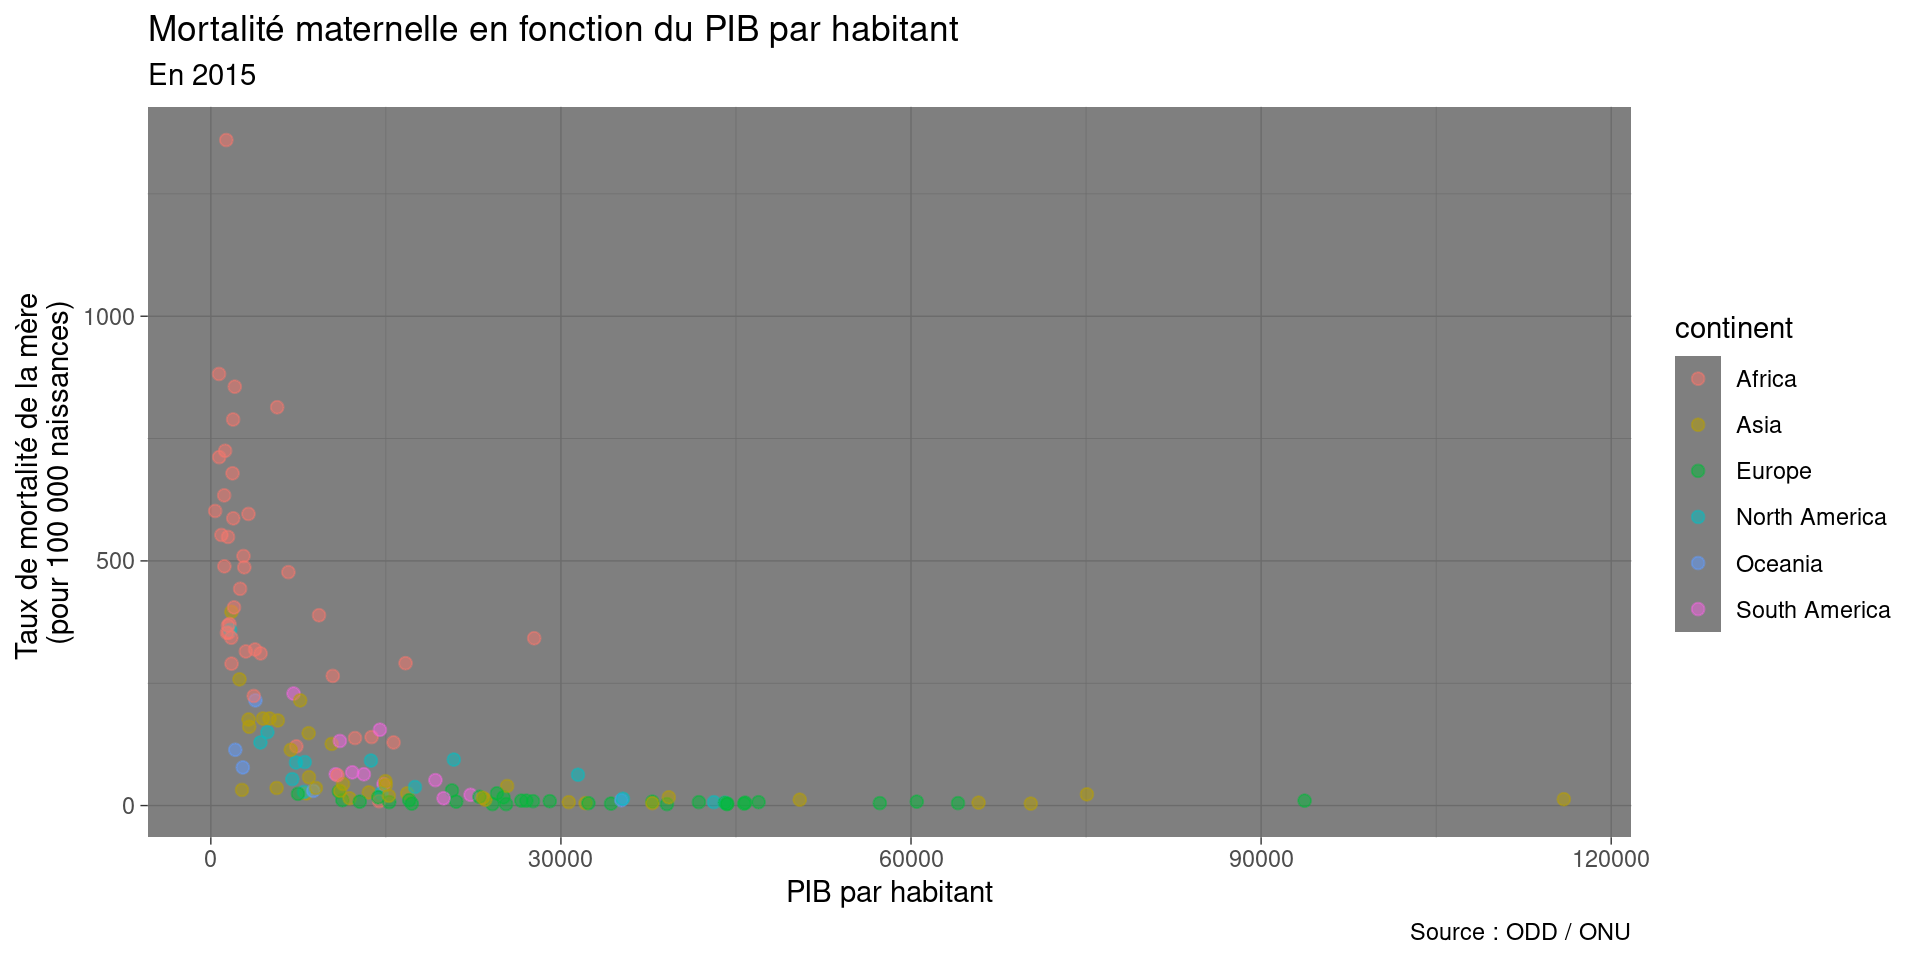 Mortalité maternelle en fonction du PIB par habitant
En 2015
Taux de mortalité de la mère
(pour 100 000 naissances)
1000
500
0
0
30000
60000
90000
120000
PIB par habitant
continent
Africa
Asia
Europe
North America
Oceania
South America
Source : ODD / ONU